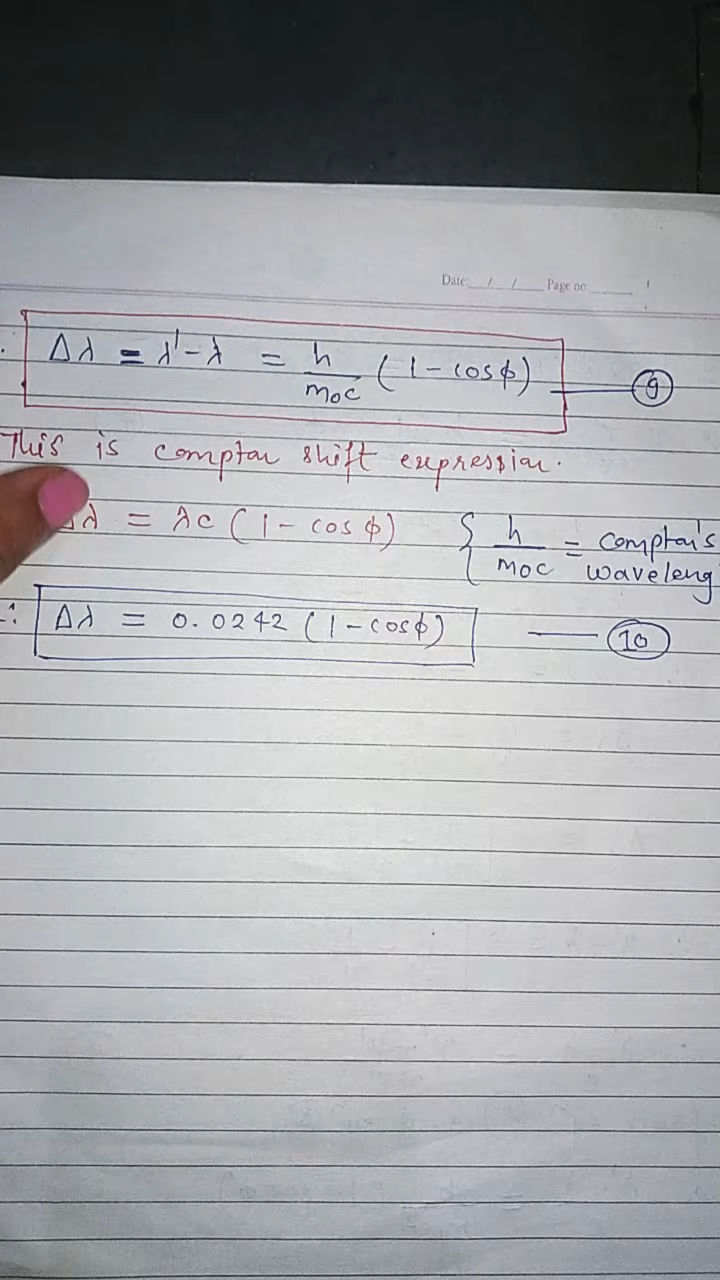 Date: / / Page no:
Δλ = λ' - λ = h/m₀c (1 - cosϕ) — 9
This is compton shift expression.
Δλ = λc (1 - cosϕ) { h/m₀c = compton's waveleng
∴ Δλ = 0.0242 (1 - cosϕ) — 10